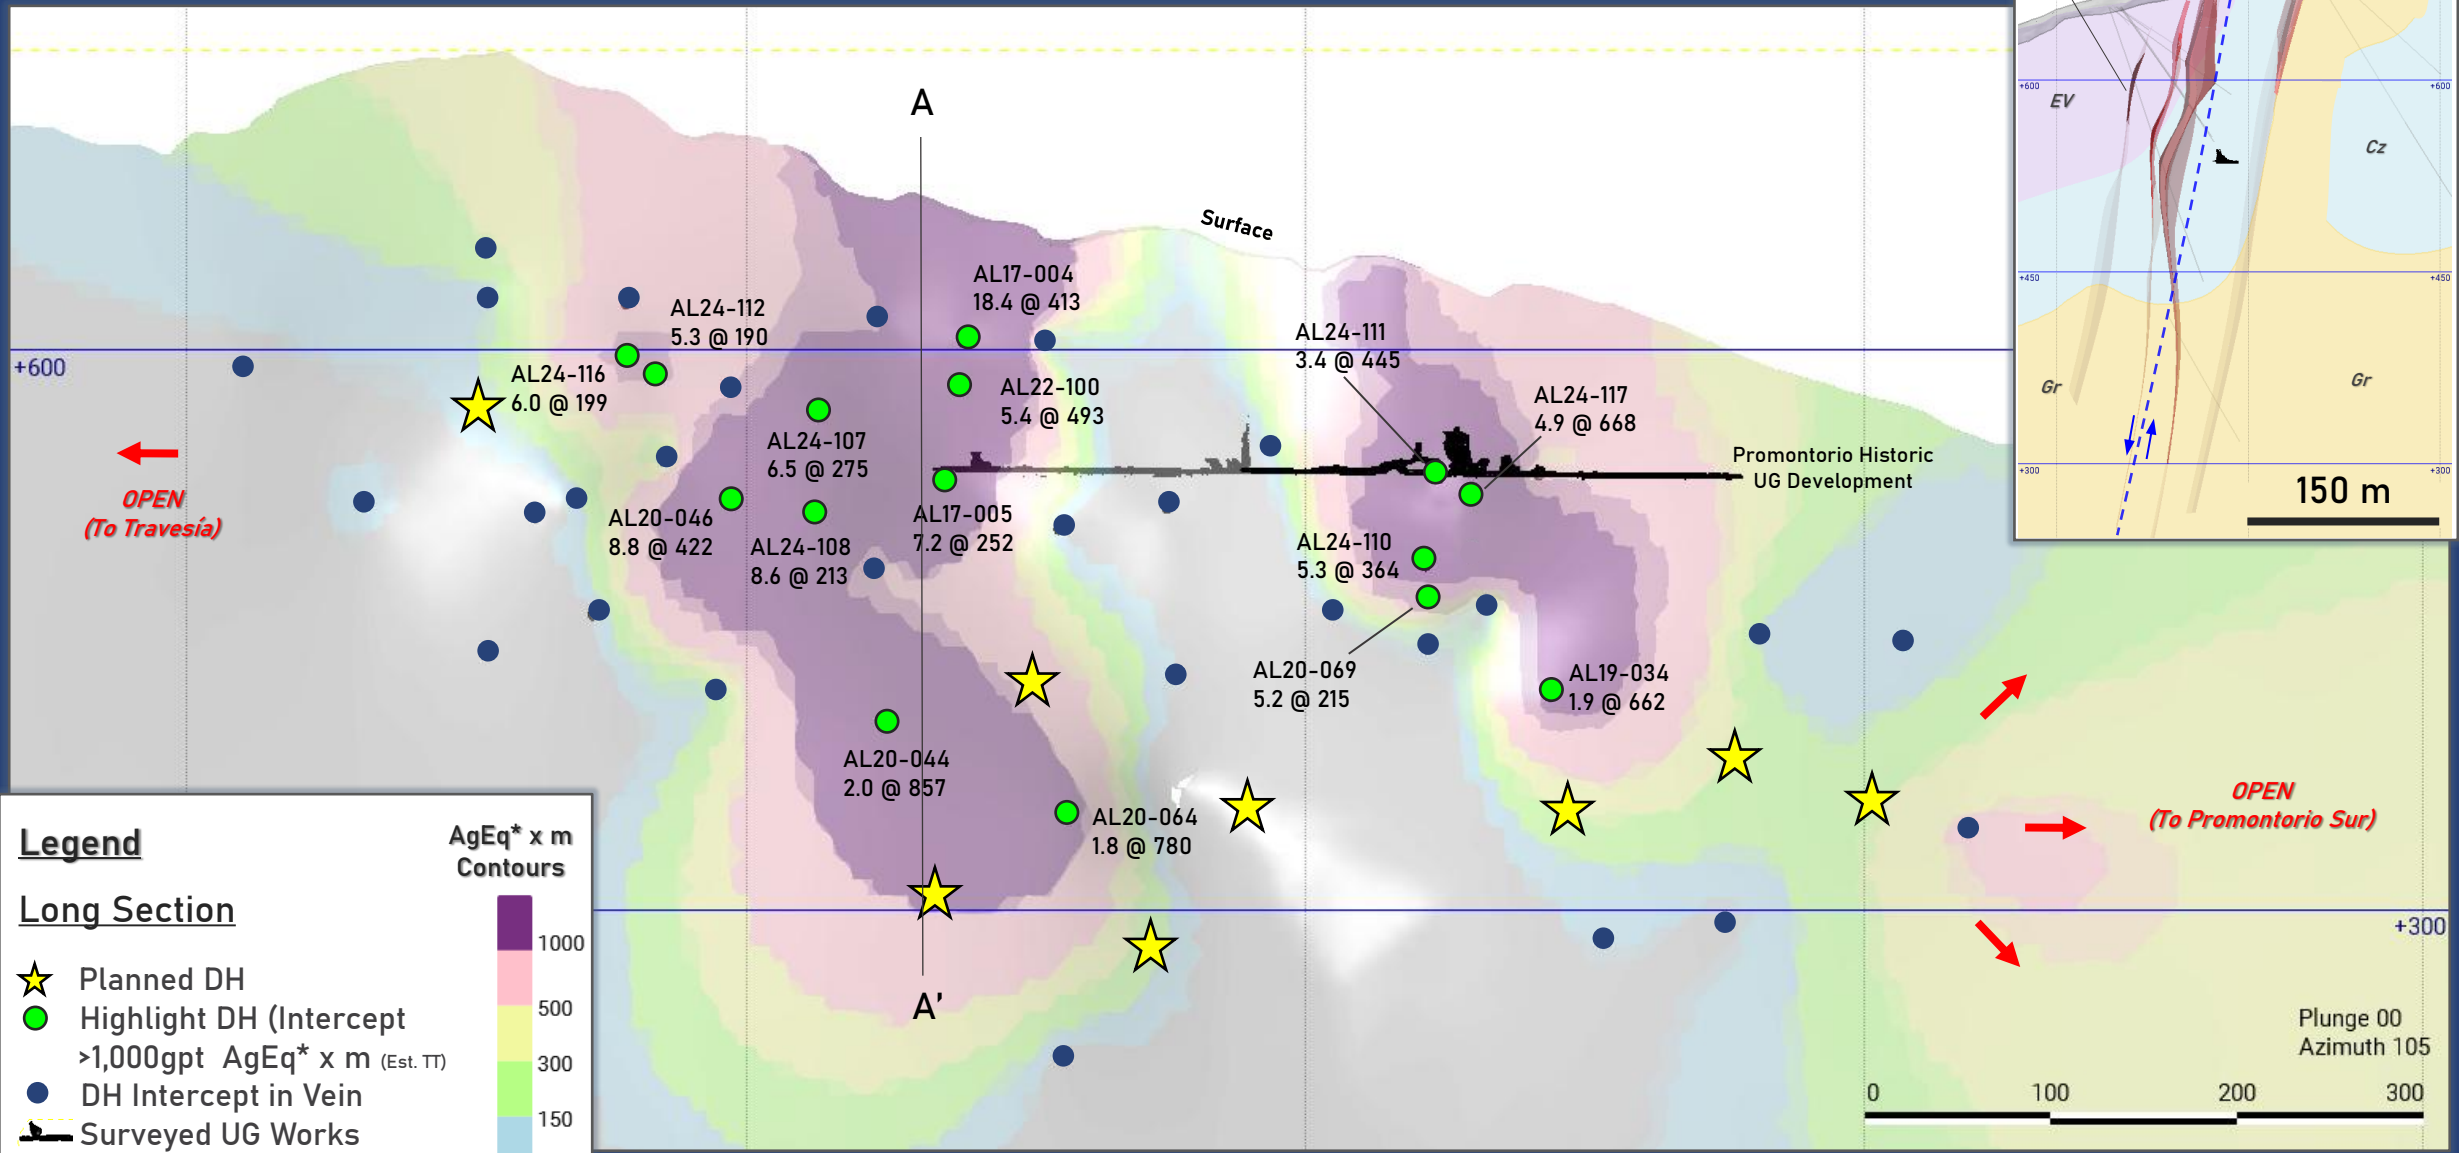 A
Surface
AL17-004
18.4 @ 413
AL24-112
5.3 @ 190
AL24-111
3.4 @ 445
+600
AL24-116
6.0 @ 199
AL22-100
5.4 @ 493
AL24-117
4.9 @ 668
AL24-107
6.5 @ 275
Promontorio Historic
UG Development
OPEN
(To Travesía)
AL20-046
8.8 @ 422
AL24-108
8.6 @ 213
AL17-005
7.2 @ 252
AL24-110
5.3 @ 364
AL20-069
5.2 @ 215
AL19-034
1.9 @ 662
AL20-044
2.0 @ 857
AL20-064
1.8 @ 780
OPEN
(To Promontorio Sur)
+300
A’
Plunge 00
Azimuth 105
0 100 200 300
Legend
Long Section
Planned DH
Highlight DH (Intercept
>1,000gpt AgEq* x m (Est. TT)
DH Intercept in Vein
Surveyed UG Works
AgEq* x m
Contours
1000
500
300
150
+600
+600
EV
Cz
+450
+450
Gr
Gr
+300
+300
150 m